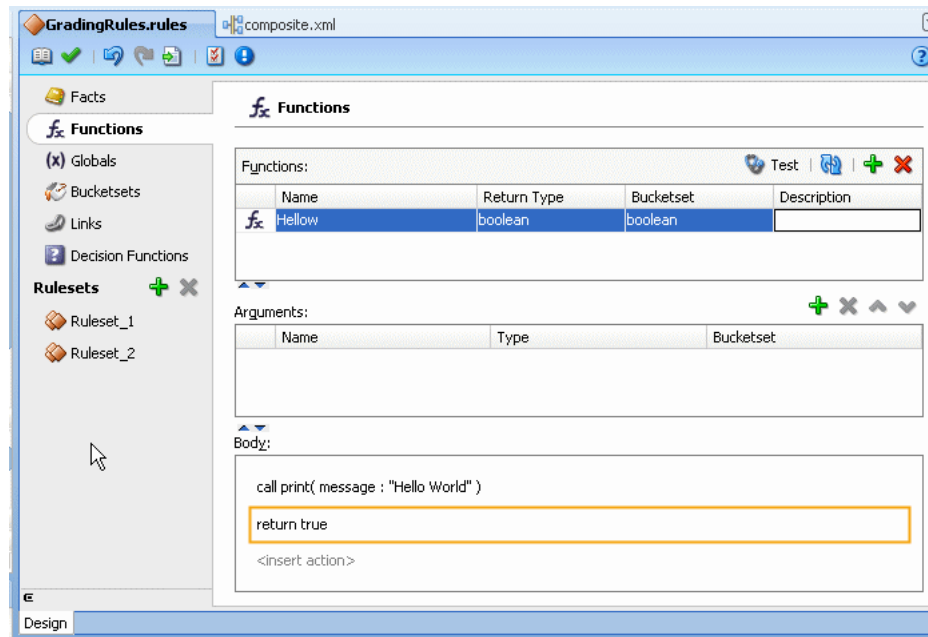 GradingRules.rules composite.xml
Facts
Functions
(x) Globals
Bucketsets
Links
Decision Functions
Rulesets
Ruleset_1
Ruleset_2
fx Functions
Functions: Test
Name Return Type Bucketset Description
fx Hellow boolean boolean
Arguments:
Name Type Bucketset
Body:
call print( message : "Hello World" )
return true
<insert action>
Design